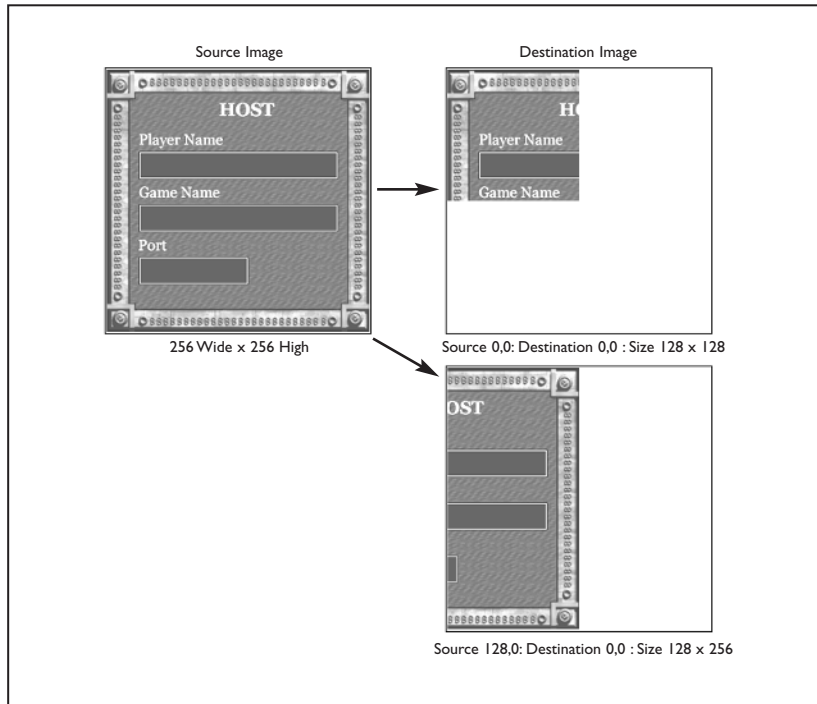 Source Image
Destination Image
HOST
Player Name
Game Name
Port
256 Wide x 256 High
H
Player Name
Game Name
Source 0,0: Destination 0,0 : Size 128 x 128
OST
Source 128,0: Destination 0,0 : Size 128 x 256